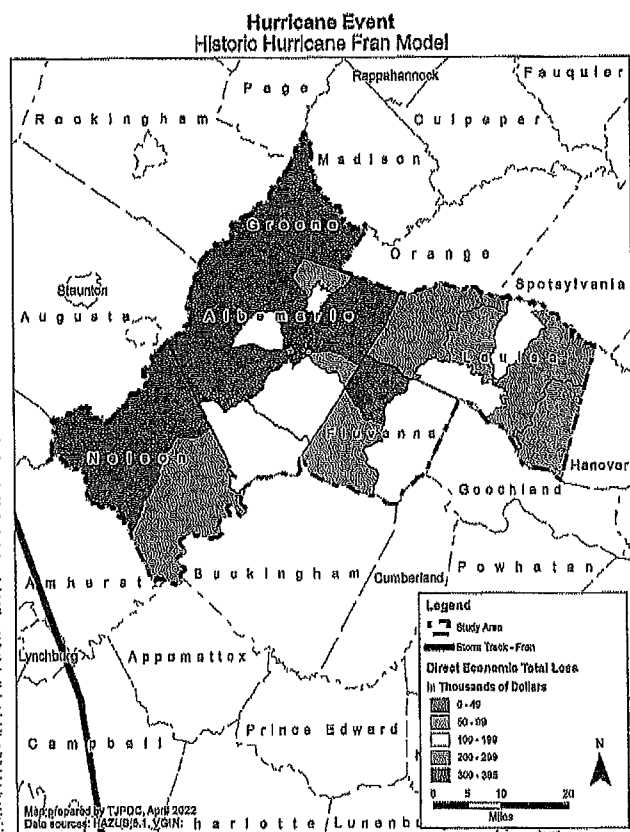 Hurricane Event
Historic Hurricane Fran Model
Rappahannock
Fauquier
Page
Rockingham
Culpeper
Madison
Greene
Orange
Staunton
Spotsylvania
Augusta
Albemarle
Louisa
Fluvanna
Nelson
Hanover
Goochland
Amherst
Buckingham
Cumberland
Powhatan
Legend
Study Area
Storm Track - Fran
Direct Economic Total Loss
In Thousands of Dollars
0 - 49
50 - 99
100 - 199
200 - 299
300 - 395
Lynchburg
Appomattox
Prince Edward
Campbell
N
0 5 10 20
Miles
Map prepared by TJPDC, April 2022
Data sources: HAZUS 5.1, VGIN;
harlotte
Lunenbu